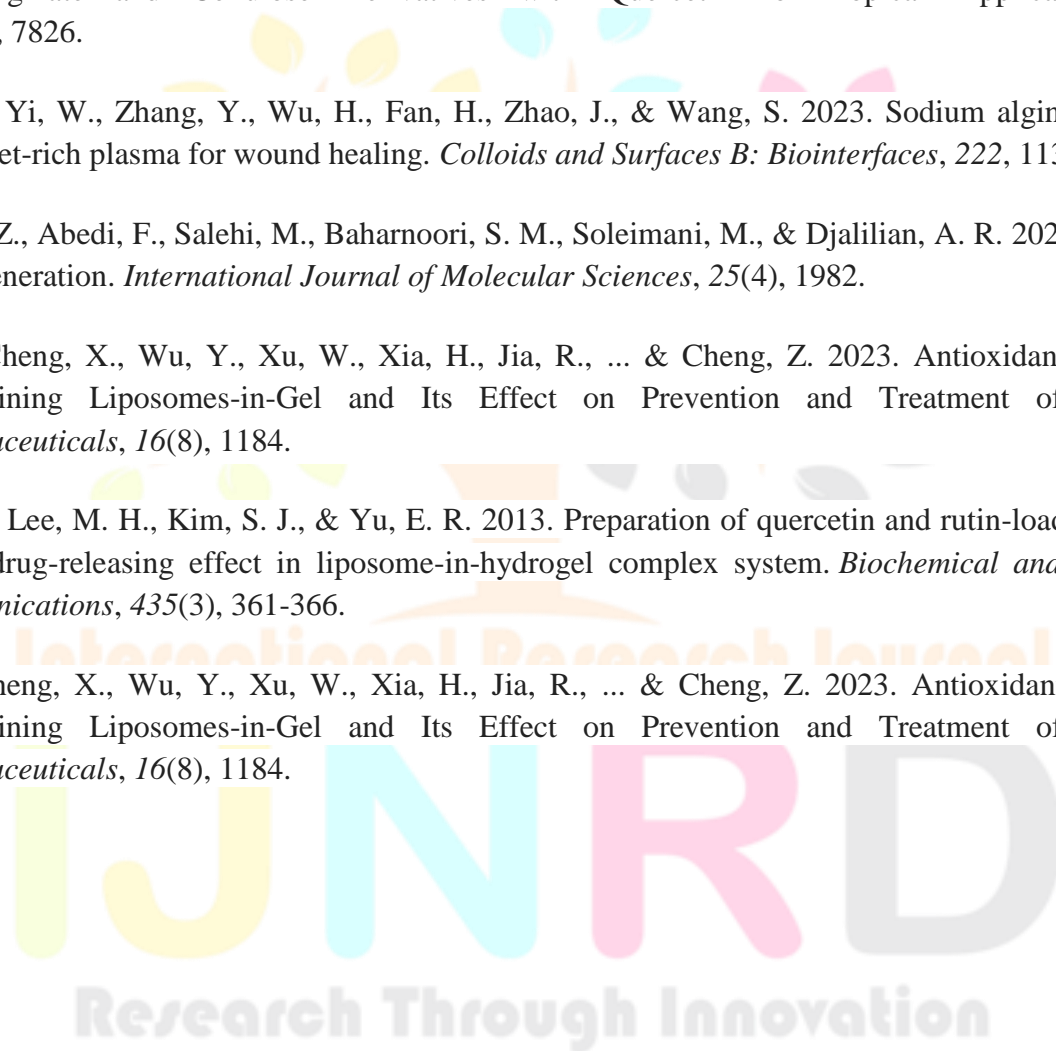 , 7826.
Yi, W., Zhang, Y., Wu, H., Fan, H., Zhao, J., & Wang, S. 2023. Sodium algin
et-rich plasma for wound healing. Colloids and Surfaces B: Biointerfaces, 222, 113
Z., Abedi, F., Salehi, M., Baharnoori, S. M., Soleimani, M., & Djalilian, A. R. 202
eneration. International Journal of Molecular Sciences, 25(4), 1982.
Cheng, X., Wu, Y., Xu, W., Xia, H., Jia, R., ... & Cheng, Z. 2023. Antioxidan
ining Liposomes-in-Gel and Its Effect on Prevention and Treatment of
aceuticals, 16(8), 1184.
Lee, M. H., Kim, S. J., & Yu, E. R. 2013. Preparation of quercetin and rutin-load
drug-releasing effect in liposome-in-hydrogel complex system. Biochemical and
nications, 435(3), 361-366.
International Research Journal
heng, X., Wu, Y., Xu, W., Xia, H., Jia, R., ... & Cheng, Z. 2023. Antioxidan
ining Liposomes-in-Gel and Its Effect on Prevention and Treatment of
aceuticals, 16(8), 1184.
IJNRD
Research Through Innovation